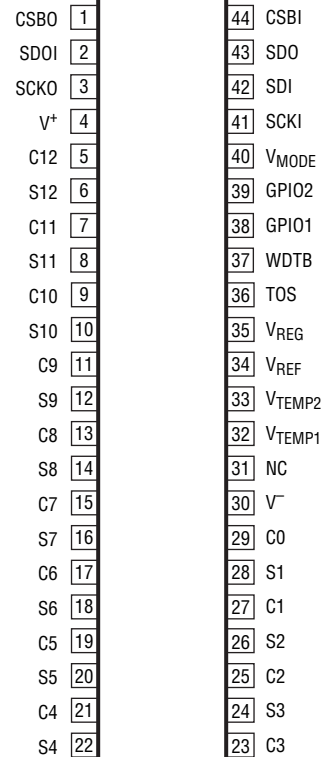 CSBO 1 44 CSBI
SDOI 2 43 SDO
SCKO 3 42 SDI
V+ 4 41 SCKI
C12 5 40 VMODE
S12 6 39 GPIO2
C11 7 38 GPIO1
S11 8 37 WDTB
C10 9 36 TOS
S10 10 35 VREG
C9 11 34 VREF
S9 12 33 VTEMP2
C8 13 32 VTEMP1
S8 14 31 NC
C7 15 30 V–
S7 16 29 C0
C6 17 28 S1
S6 18 27 C1
C5 19 26 S2
S5 20 25 C2
C4 21 24 S3
S4 22 23 C3